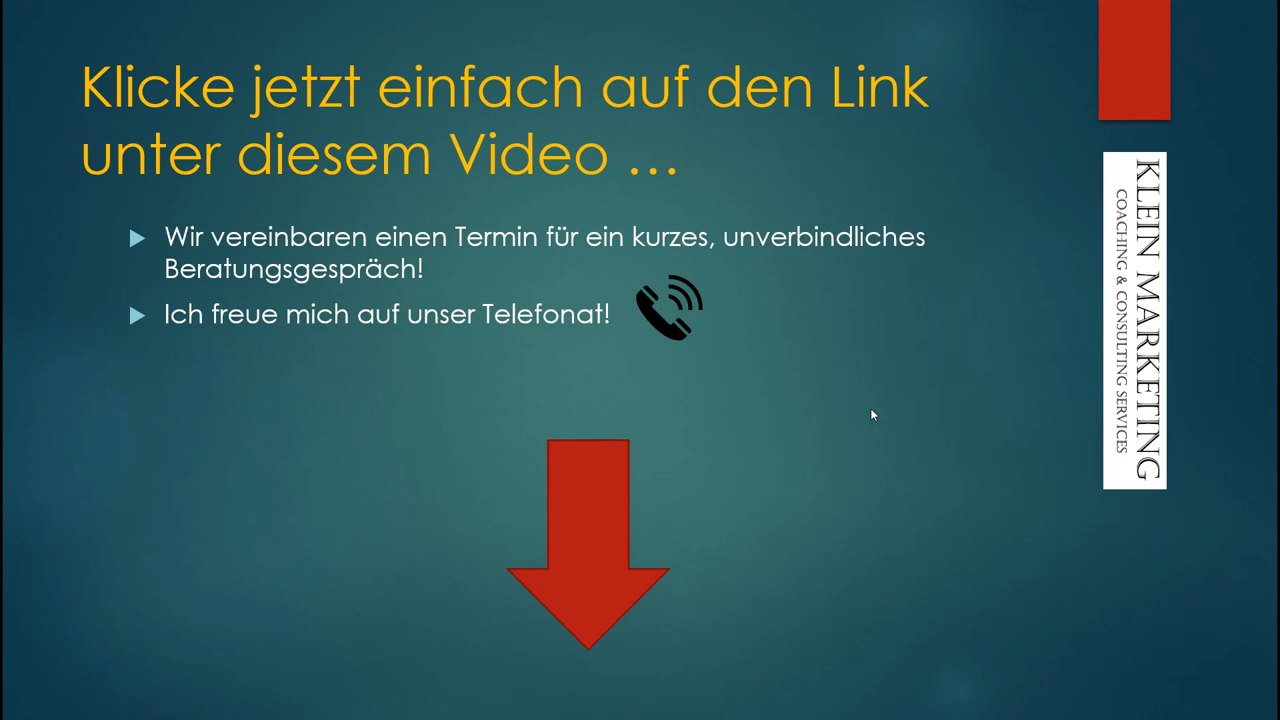 Klicke jetzt einfach auf den Link
unter diesem Video …
Wir vereinbaren einen Termin für ein kurzes, unverbindliches
Beratungsgespräch!
Ich freue mich auf unser Telefonat!
KLEIN MARKETING
COACHING & CONSULTING SERVICES